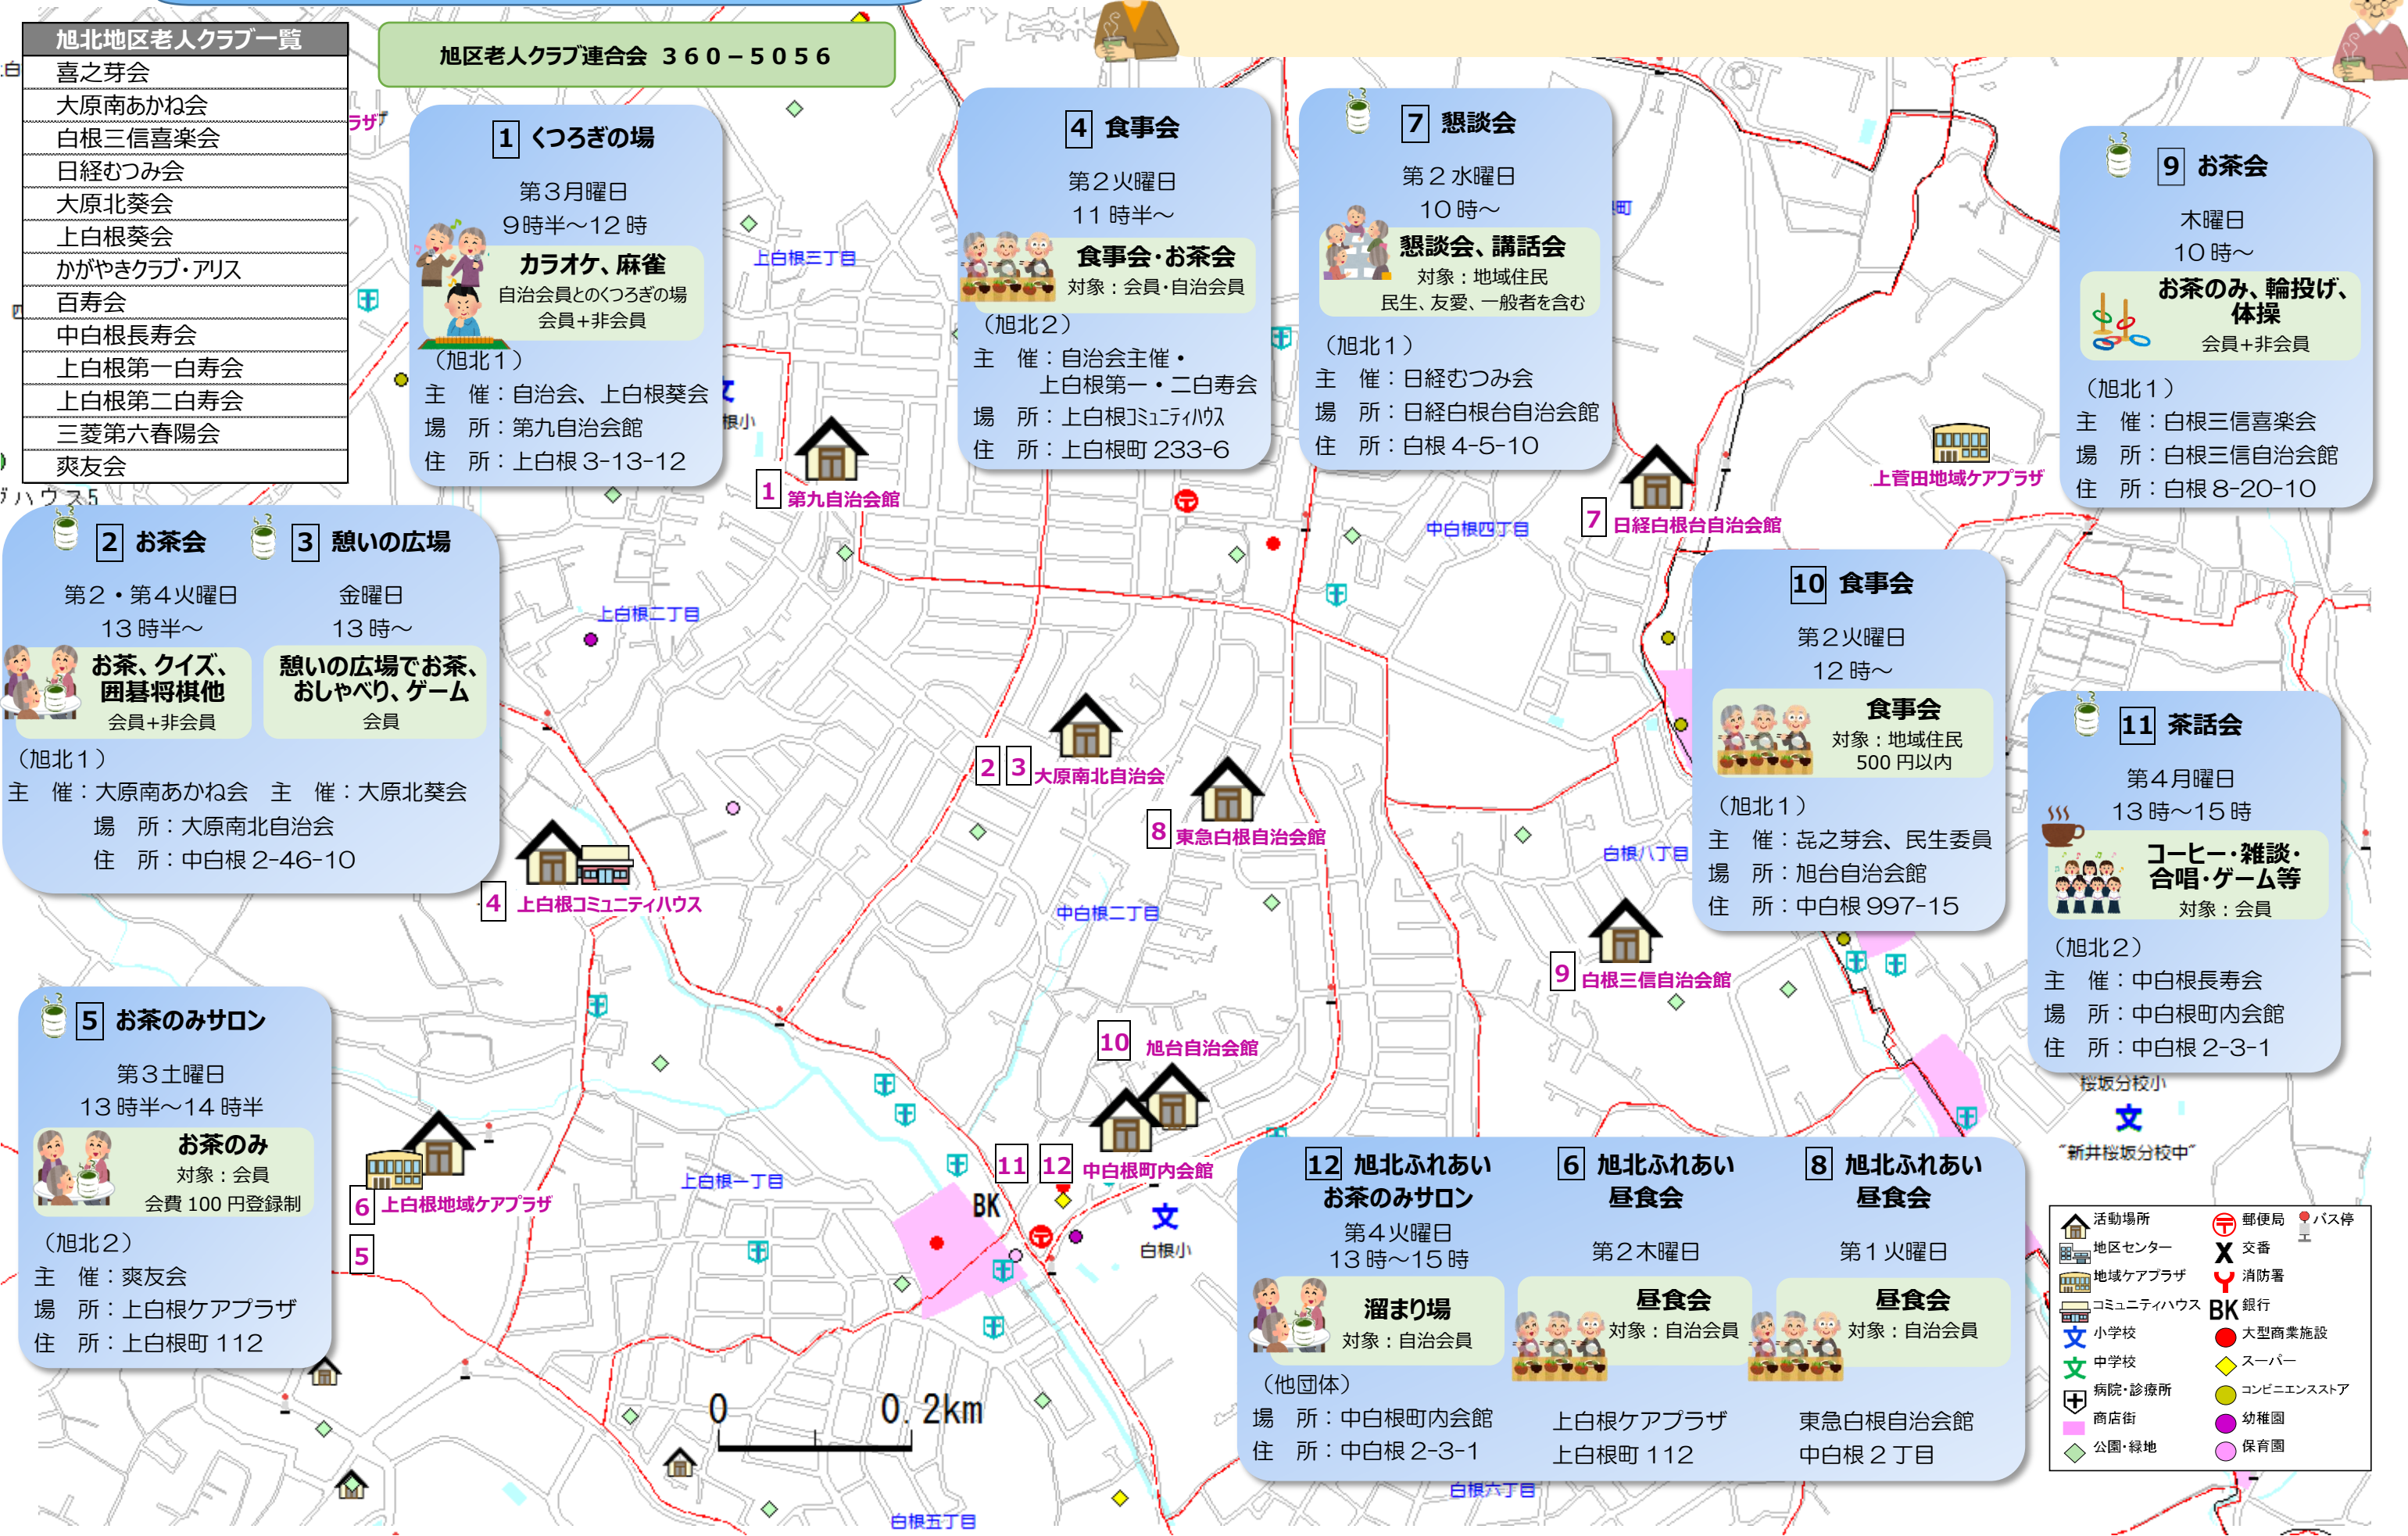 旭北地区老人クラブ一覧
喜之芽会
大原南あかね会
白根三信喜楽会
日経むつみ会
大原北葵会
上白根葵会
かがやきクラブ・アリス
百寿会
中白根長寿会
上白根第一白寿会
上白根第二白寿会
三菱第六春陽会
爽友会
旭区老人クラブ連合会 360－5056
1 くつろぎの場
第3月曜日
9時半～12時
カラオケ、麻雀
自治会員とのくつろぎの場
会員+非会員
（旭北1）
主 催：自治会、上白根葵会
場 所：第九自治会館
住 所：上白根 3-13-12
4 食事会
第2火曜日
11時半～
食事会・お茶会
対象：会員・自治会員
（旭北2）
主 催：自治会主催・
上白根第一・二白寿会
場 所：上白根ｺﾐｭﾆﾃｨﾊｳｽ
住 所：上白根町 233-6
7 懇談会
第2水曜日
10時～
懇談会、講話会
対象：地域住民
民生、友愛、一般者を含む
（旭北1）
主 催：日経むつみ会
場 所：日経白根台自治会館
住 所：白根 4-5-10
9 お茶会
木曜日
10時～
お茶のみ、輪投げ、
体操
会員+非会員
（旭北1）
主 催：白根三信喜楽会
場 所：白根三信自治会館
住 所：白根 8-20-10
2 お茶会
第2・第4火曜日
13時半～
お茶、クイズ、
囲碁将棋他
会員+非会員
3 憩いの広場
金曜日
13時～
憩いの広場でお茶、
おしゃべり、ゲーム
会員
（旭北1）
主 催：大原南あかね会 主 催：大原北葵会
場 所：大原南北自治会
住 所：中白根 2-46-10
10 食事会
第2火曜日
12時～
食事会
対象：地域住民
500円以内
（旭北1）
主 催：㐂之芽会、民生委員
場 所：旭台自治会館
住 所：中白根 997-15
11 茶話会
第4月曜日
13時～15時
コーヒー・雑談・
合唱・ゲーム等
対象：会員
（旭北2）
主 催：中白根長寿会
場 所：中白根町内会館
住 所：中白根 2-3-1
5 お茶のみサロン
第3土曜日
13時半～14時半
お茶のみ
対象：会員
会費100円登録制
（旭北2）
主 催：爽友会
場 所：上白根ケアプラザ
住 所：上白根町 112
12 旭北ふれあい
お茶のみサロン
第4火曜日
13時～15時
溜まり場
対象：自治会員
（他団体）
場 所：中白根町内会館
住 所：中白根 2-3-1
6 旭北ふれあい
昼食会
第2木曜日
昼食会
対象：自治会員
上白根ケアプラザ
上白根町 112
8 旭北ふれあい
昼食会
第1火曜日
昼食会
対象：自治会員
東急白根自治会館
中白根 2丁目
ラザ
上白根三丁目
根小
1 第九自治会館
中白根四丁目
7 日経白根台自治会館
上菅田地域ケアプラザ
ハウス5
上白根二丁目
2 3 大原南北自治会
8 東急白根自治会館
白根八丁目
4 上白根コミュニティハウス
中白根二丁目
9 白根三信自治会館
10 旭台自治会館
11 12 中白根町内会館
上白根一丁目
6 上白根地域ケアプラザ
5
BK
文
白根小
桜坂分校小
文
"新井桜坂分校中"
0 0.2km
白根五丁目
白根六丁目
活動場所
地区センター
地域ケアプラザ
コミュニティハウス
文 小学校
文 中学校
病院・診療所
商店街
公園・緑地
郵便局
バス停
X 交番
消防署
BK 銀行
大型商業施設
スーパー
コンビニエンスストア
幼稚園
保育園